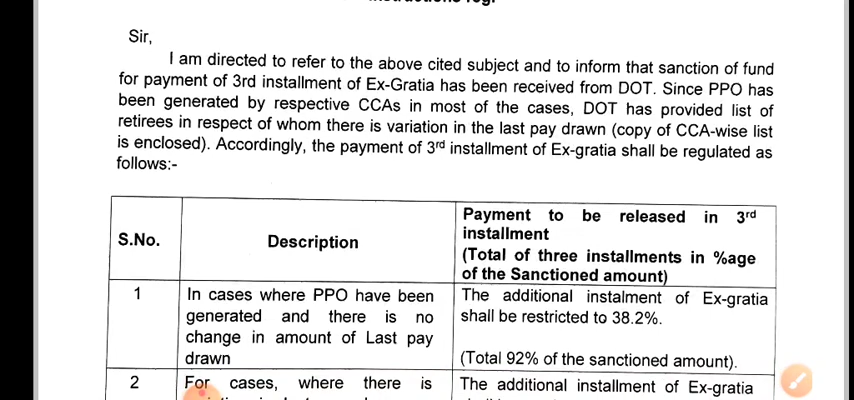 Sir,
I am directed to refer to the above cited subject and to inform that sanction of fund
for payment of 3rd installment of Ex-Gratia has been received from DOT. Since PPO has
been generated by respective CCAs in most of the cases, DOT has provided list of
retirees in respect of whom there is variation in the last pay drawn (copy of CCA-wise list
is enclosed). Accordingly, the payment of 3rd installment of Ex-gratia shall be regulated as
follows:-
S.No.
Description
Payment to be released in 3rd
installment
(Total of three installments in %age
of the Sanctioned amount)
1
In cases where PPO have been
generated and there is no
change in amount of Last pay
drawn
The additional instalment of Ex-gratia
shall be restricted to 38.2%.
(Total 92% of the sanctioned amount).
2
For cases, where there is
The additional installment of Ex-gratia